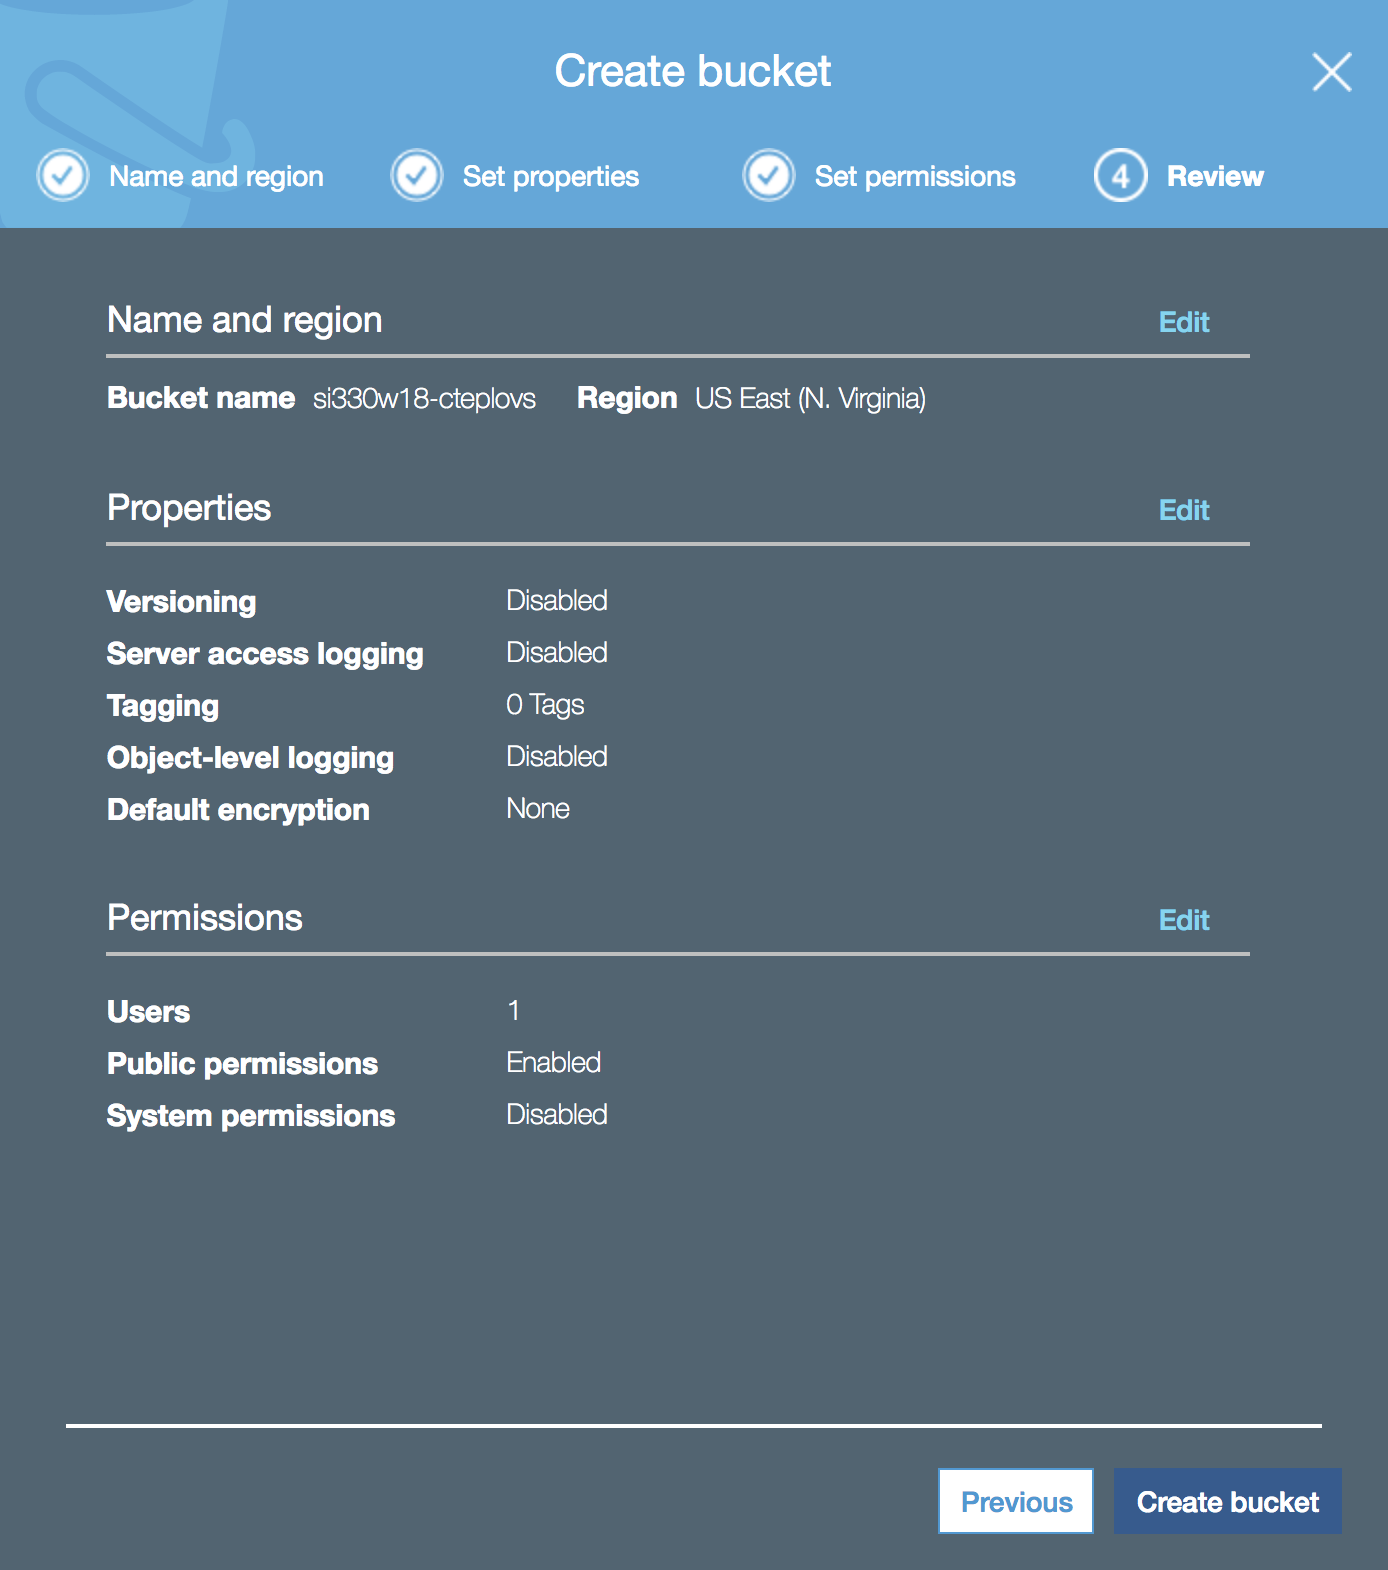 Create bucket
Name and region Set properties Set permissions 4 Review
Name and region Edit
Bucket name si330w18-cteplovs Region US East (N. Virginia)
Properties Edit
Versioning Disabled
Server access logging Disabled
Tagging 0 Tags
Object-level logging Disabled
Default encryption None
Permissions Edit
Users 1
Public permissions Enabled
System permissions Disabled
Previous Create bucket